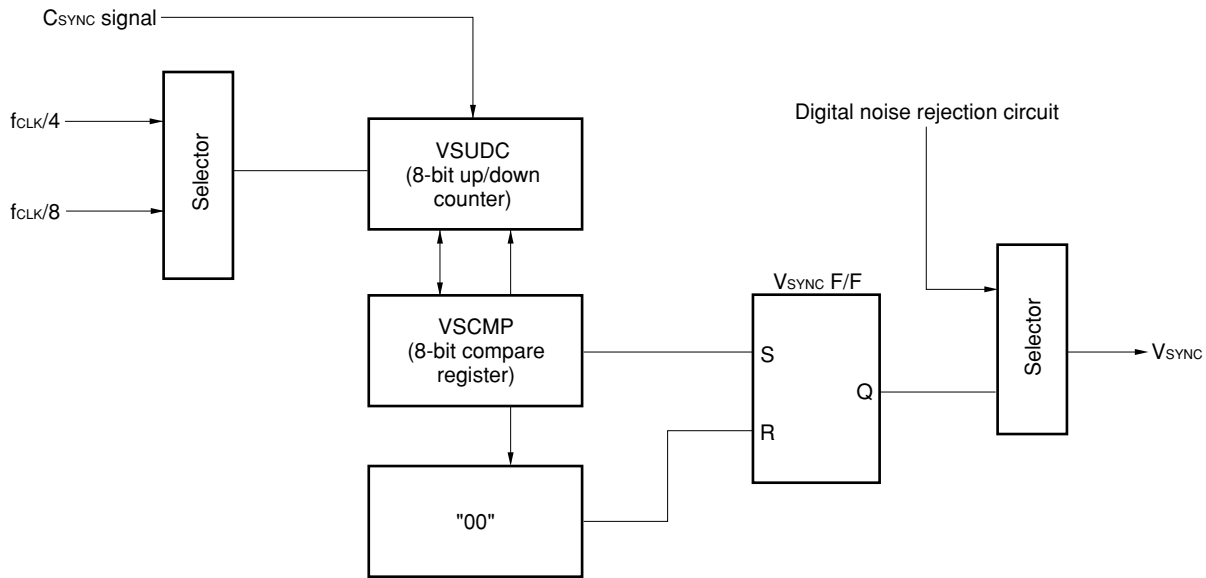 CSYNC signal
fCLK/4
fCLK/8
Selector
VSUDC
(8-bit up/down
counter)
VSCMP
(8-bit compare
register)
"00"
VSYNC F/F
S
R
Q
Digital noise rejection circuit
Selector
VSYNC